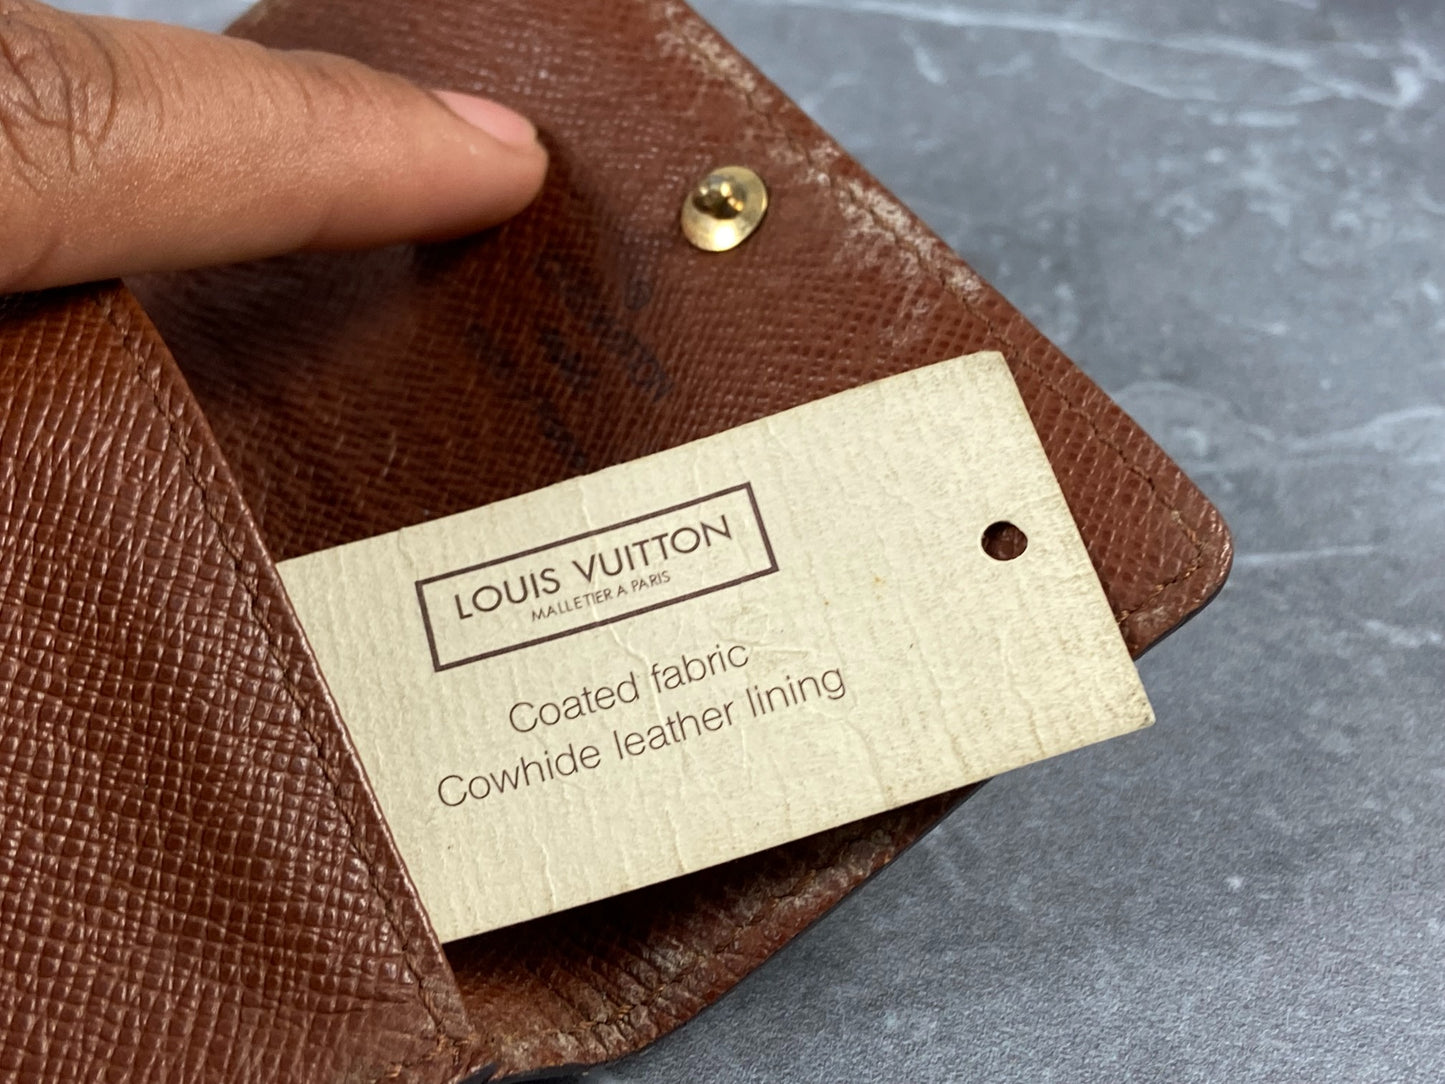 LOUIS VUITTON
MALLETIER A PARIS
Coated fabric
Cowhide leather lining